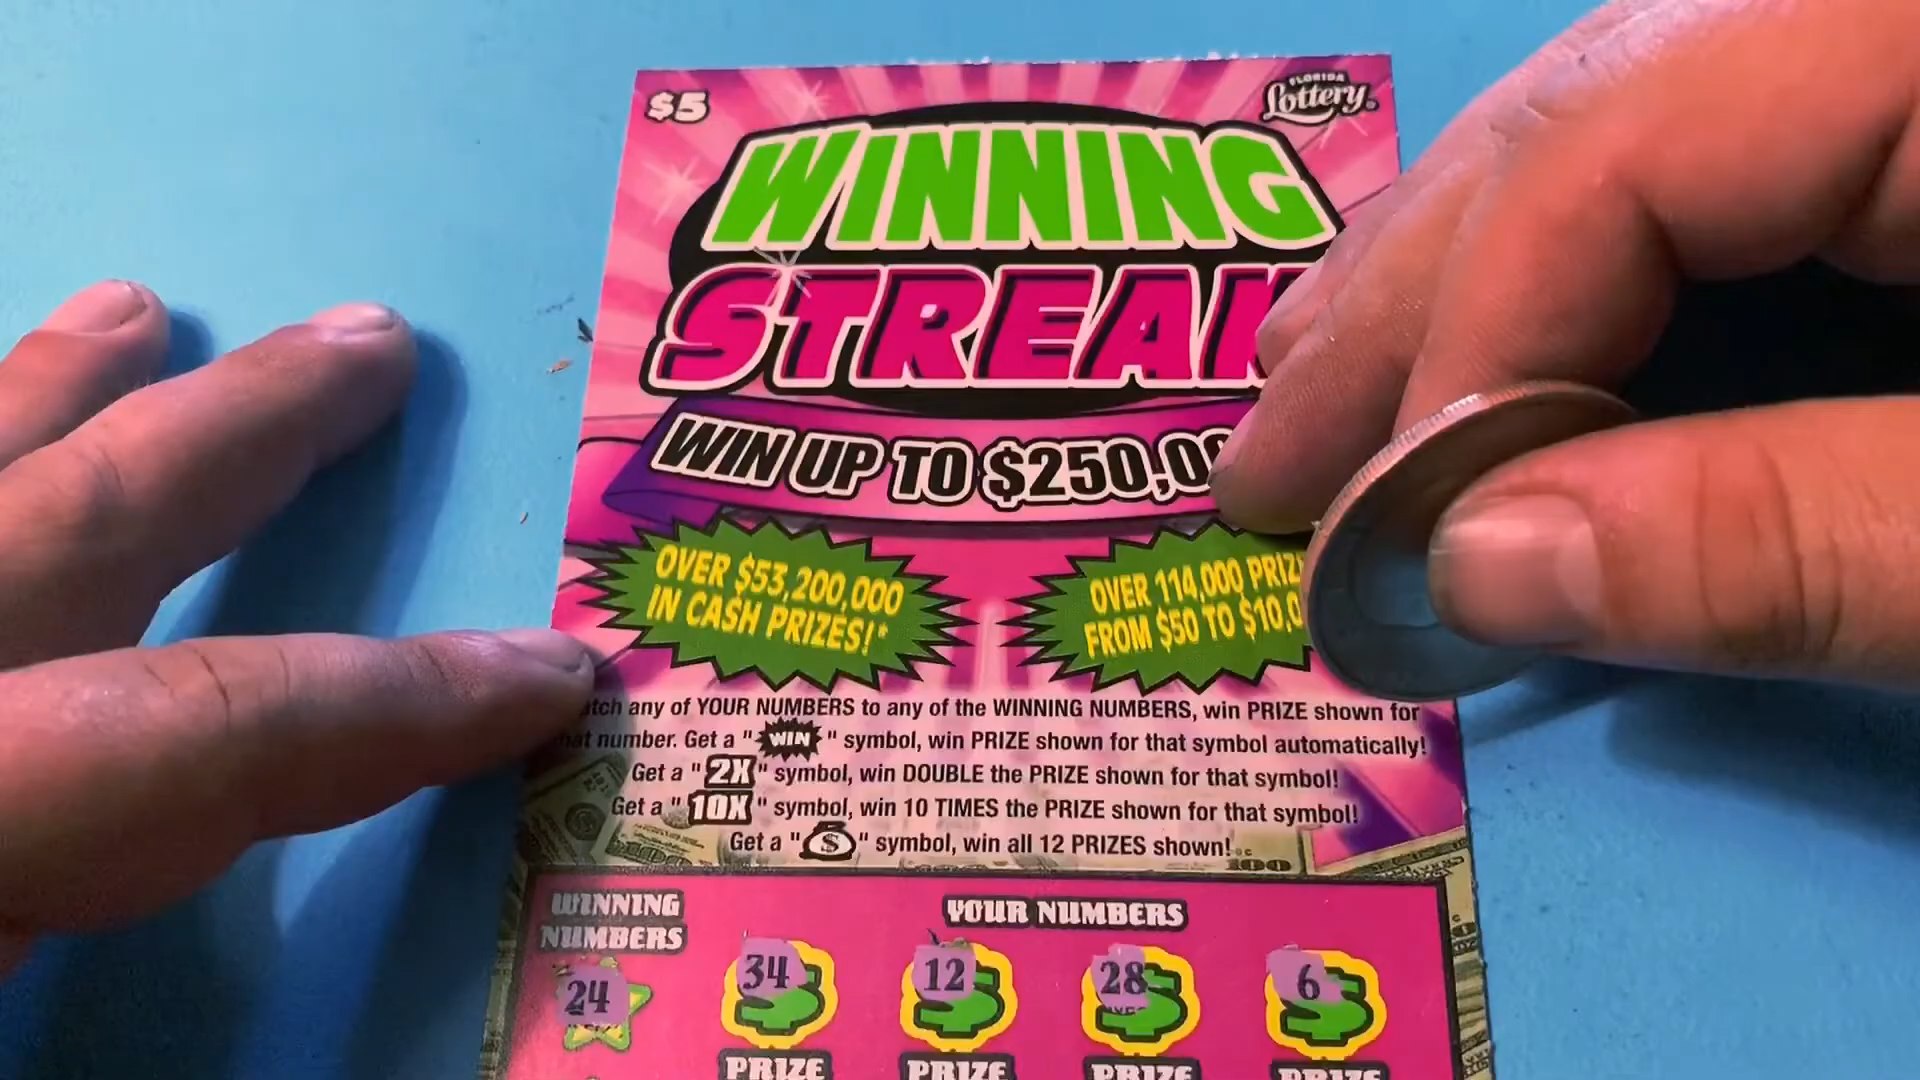 $5
FLORIDA
Lottery
WINNING
STREAK
WIN UP TO $250,00
OVER $53,200,000
IN CASH PRIZES!*
OVER 114,000 PRIZ
FROM $50 TO $10,0
tch any of YOUR NUMBERS to any of the WINNING NUMBERS, win PRIZE shown for
at number. Get a "WIN" symbol, win PRIZE shown for that symbol automatically!
Get a "2X" symbol, win DOUBLE the PRIZE shown for that symbol!
Get a "10X" symbol, win 10 TIMES the PRIZE shown for that symbol!
Get a "$" symbol, win all 12 PRIZES shown!
100
WINNING
NUMBERS
YOUR NUMBERS
24
34
12
28
6
PRIZE
PRIZE
PRIZE
PRIZE